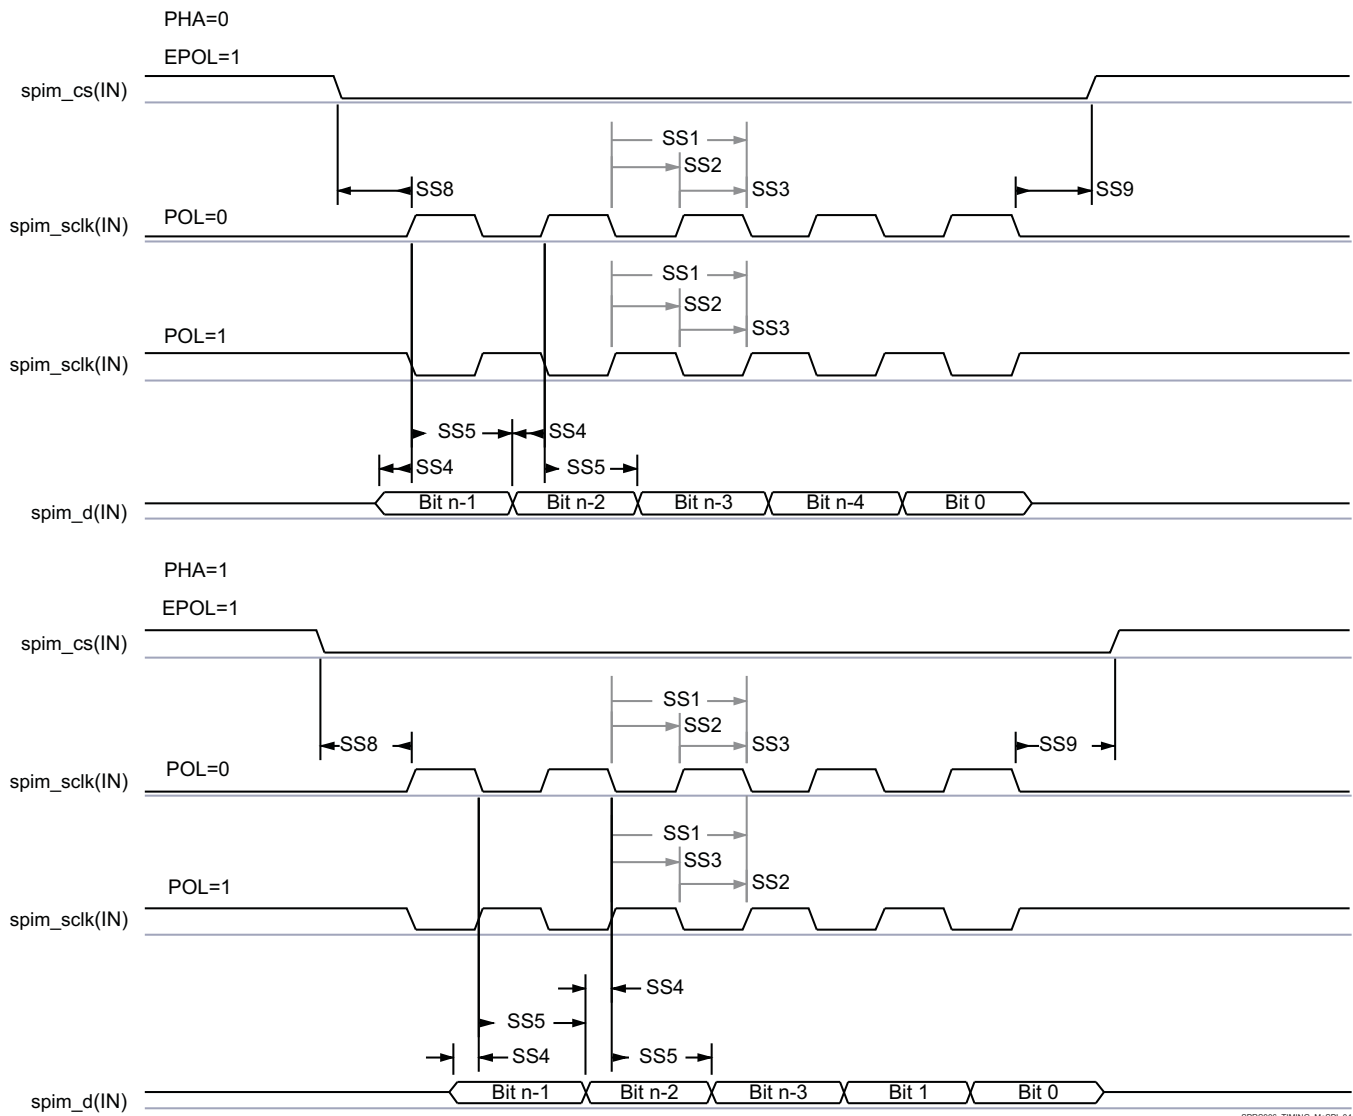 PHA=0
EPOL=1
spim_cs(IN)
SS1
SS2
SS8
SS3
SS9
POL=0
spim_sclk(IN)
SS1
SS2
SS3
POL=1
spim_sclk(IN)
SS5
SS4
SS4
SS5
Bit n-1
Bit n-2
Bit n-3
Bit n-4
Bit 0
spim_d(IN)
PHA=1
EPOL=1
spim_cs(IN)
SS1
SS2
SS8
SS3
SS9
POL=0
spim_sclk(IN)
SS1
SS3
SS2
POL=1
spim_sclk(IN)
SS4
SS5
SS4
SS5
Bit n-1
Bit n-2
Bit n-3
Bit 1
Bit 0
spim_d(IN)